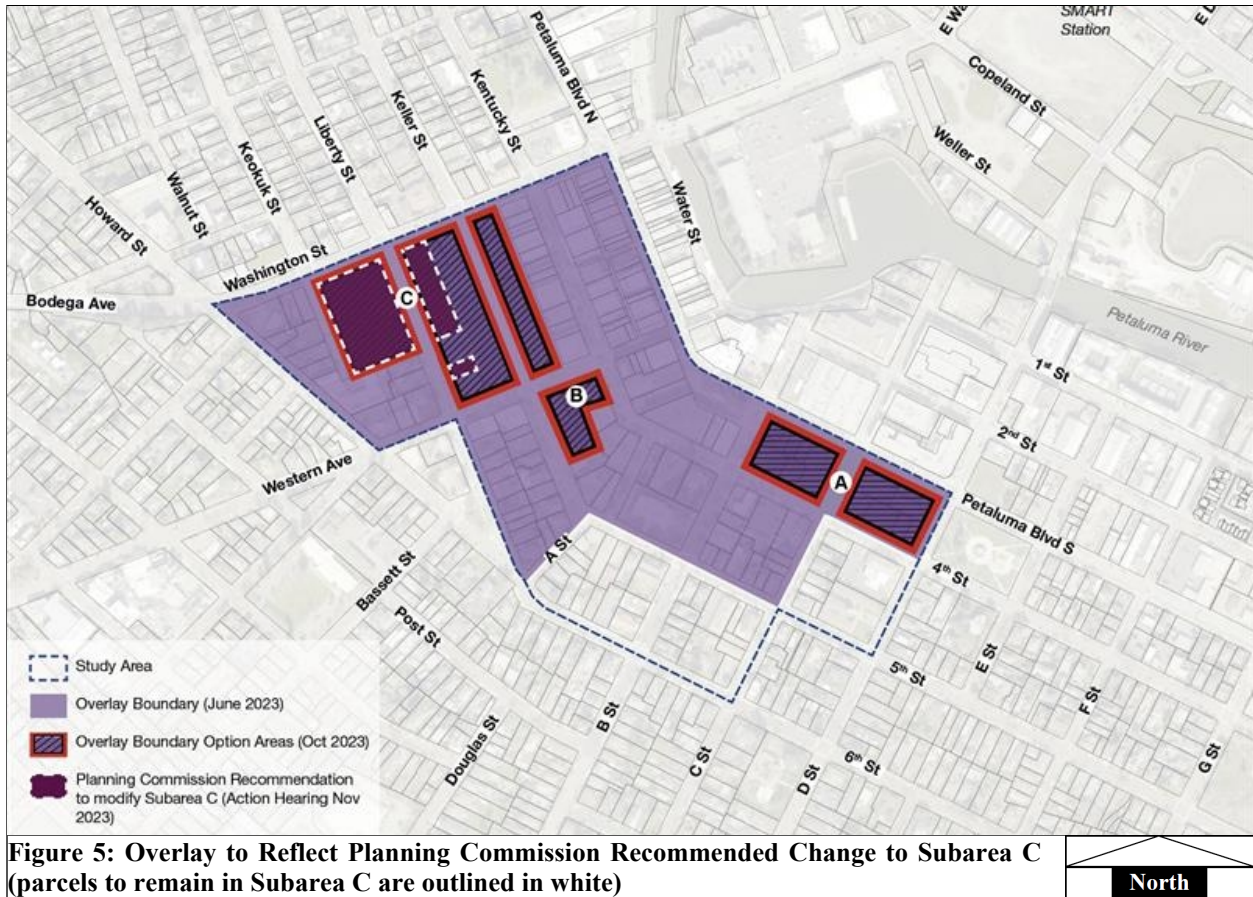 SMART
Station
E Wa
E D
Copeland St
Weller St
Petaluma Blvd N
Kentucky St
Keller St
Liberty St
Keokuk St
Walnut St
Howard St
Water St
Washington St
Bodega Ave
C
B
A
Petaluma River
1st St
2nd St
Petaluma Blvd S
4th St
5th St
6th St
Western Ave
A St
Bassett St
Post St
Douglas St
B St
C St
D St
E St
F St
G St
Study Area
Overlay Boundary (June 2023)
Overlay Boundary Option Areas (Oct 2023)
Planning Commission Recommendation
to modify Subarea C (Action Hearing Nov
2023)
Figure 5: Overlay to Reflect Planning Commission Recommended Change to Subarea C
(parcels to remain in Subarea C are outlined in white)
North